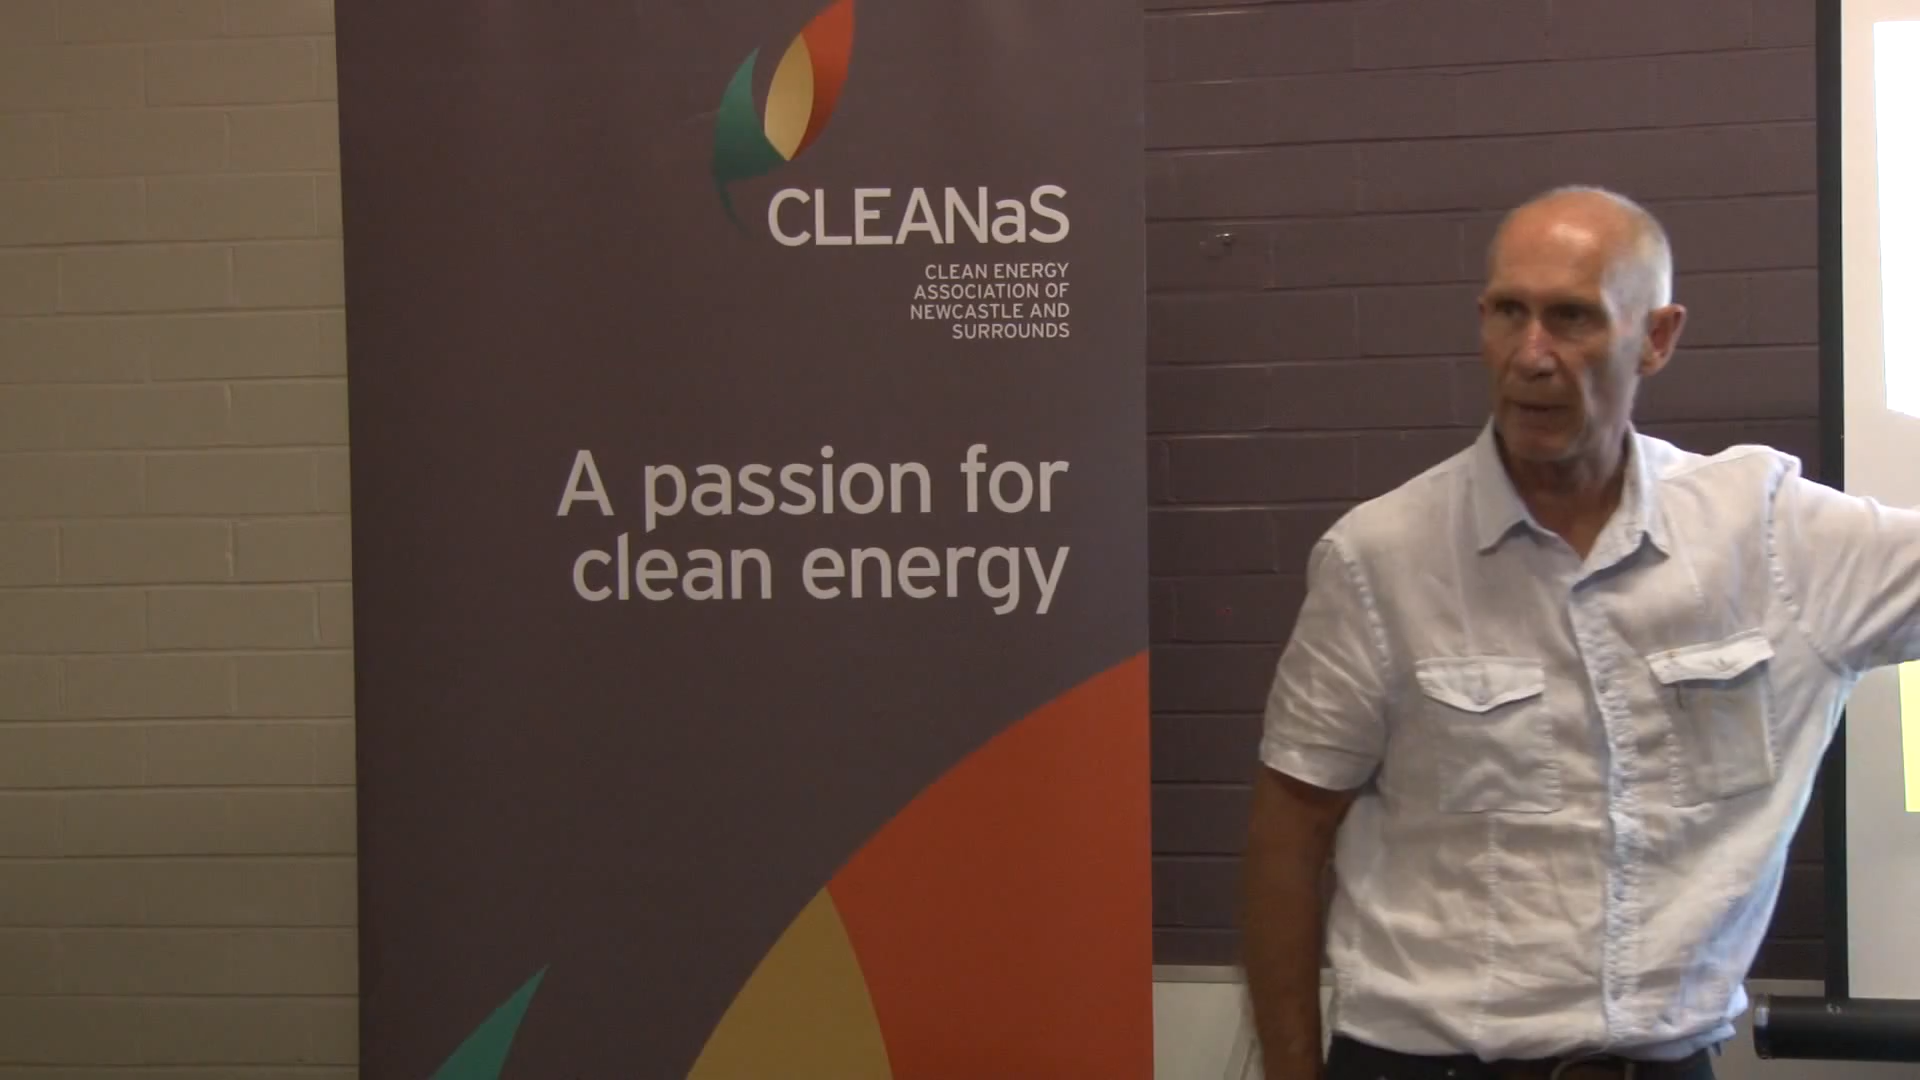 CLEANaS
CLEAN ENERGY
ASSOCIATION OF
NEWCASTLE AND
SURROUNDS
A passion for
clean energy